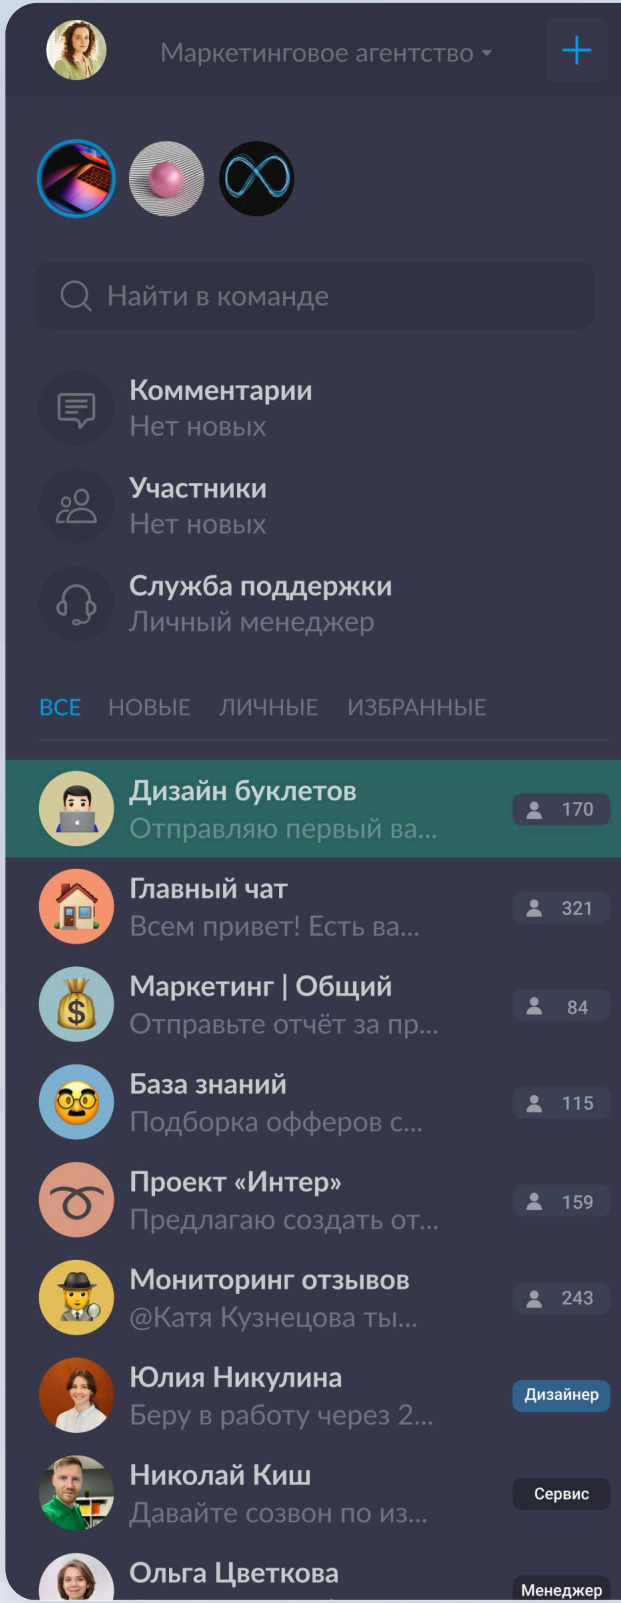 Маркетинговое агентство
Найти в команде
Комментарии
Нет новых
Участники
Нет новых
Служба поддержки
Личный менеджер
ВСЕ НОВЫЕ ЛИЧНЫЕ ИЗБРАННЫЕ
Дизайн буклетов
170
Отправляю первый ва...
Главный чат
321
Всем привет! Есть ва...
Маркетинг | Общий
84
Отправьте отчёт за пр...
База знаний
115
Подборка офферов с...
Проект «Интер»
159
Предлагаю создать от...
Мониторинг отзывов
243
@Катя Кузнецова ты...
Юлия Никулина
Дизайнер
Беру в работу через 2...
Николай Киш
Сервис
Давайте созвон по из...
Ольга Цветкова
Менеджер